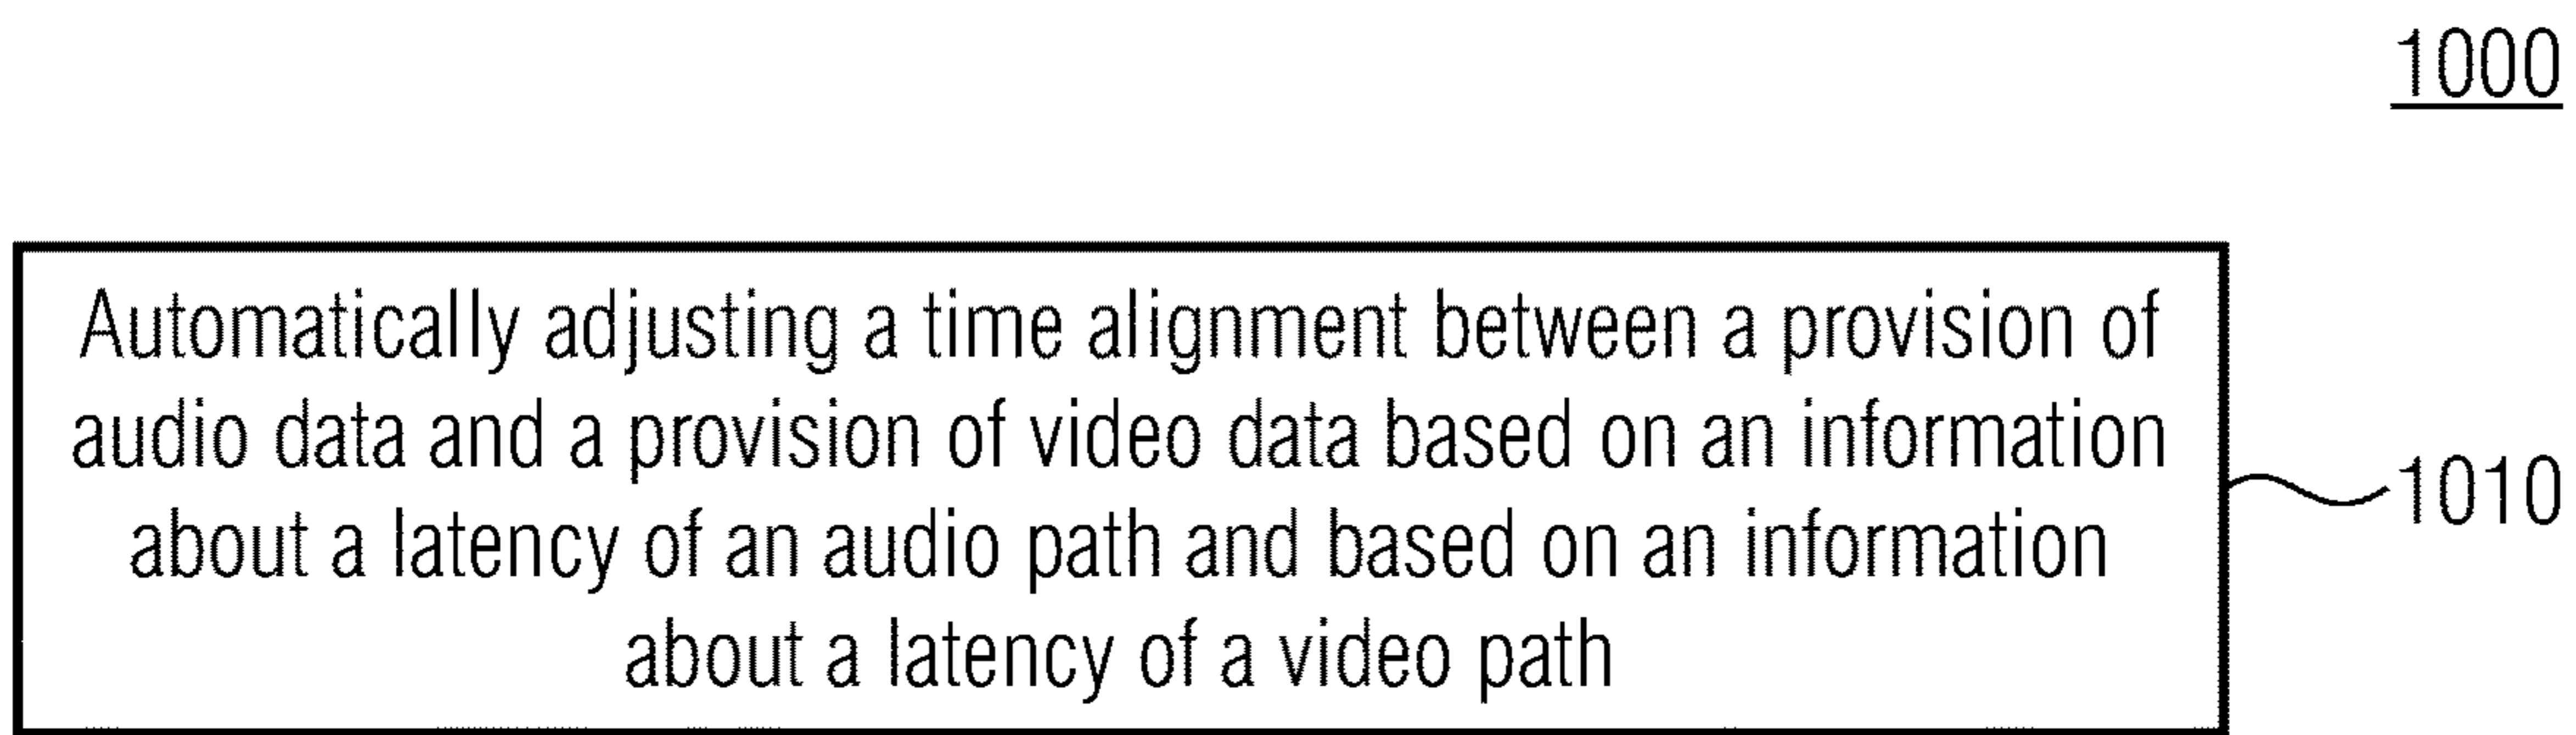 1000
Automatically adjusting a time alignment between a provision of
audio data and a provision of video data based on an information
about a latency of an audio path and based on an information
about a latency of a video path
1010